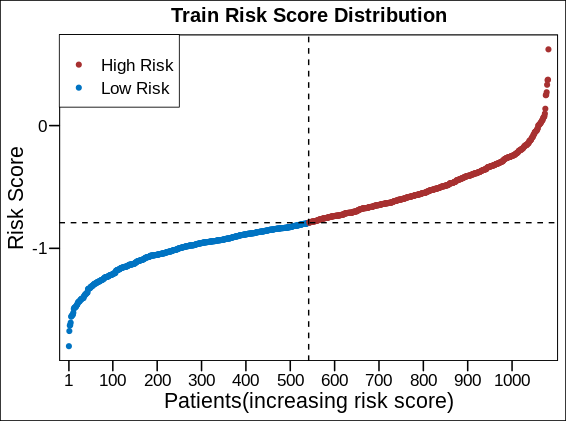 Train Risk Score Distribution
High Risk
Low Risk
Risk Score
0
-1
1 100 200 300 400 500 600 700 800 900 1000
Patients(increasing risk score)